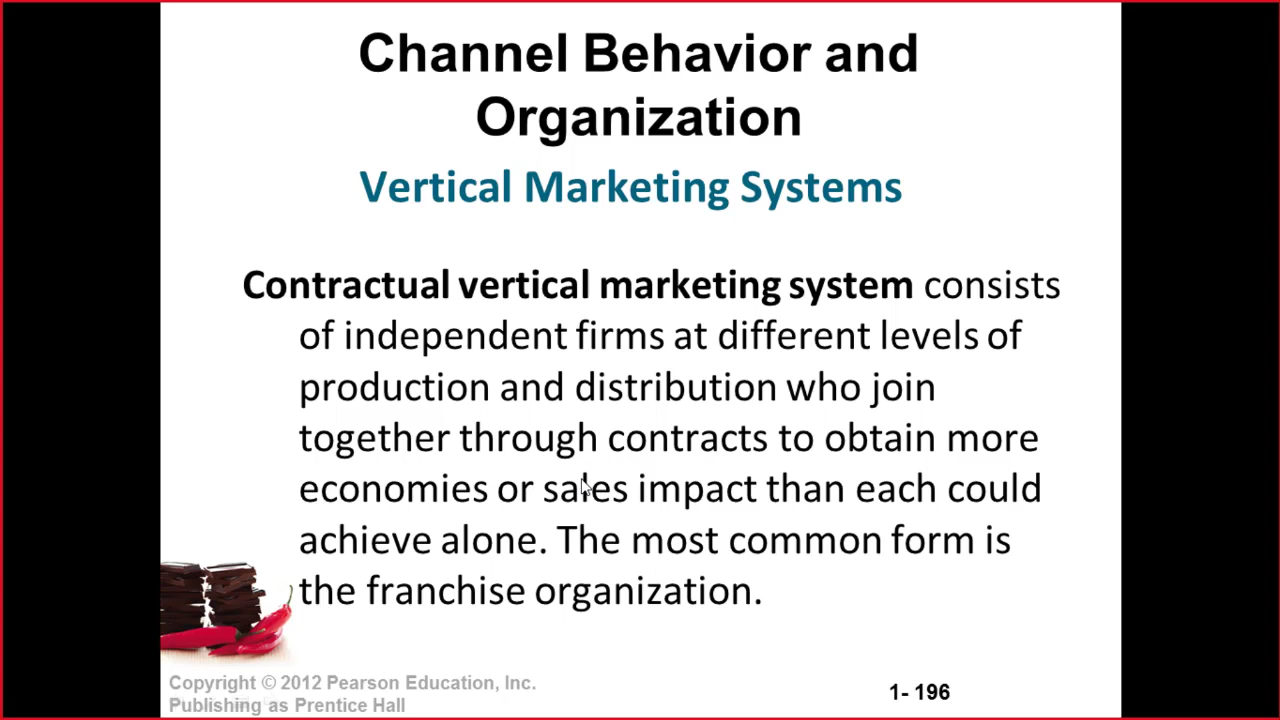 Channel Behavior and
Organization
Vertical Marketing Systems
Contractual vertical marketing system consists
of independent firms at different levels of
production and distribution who join
together through contracts to obtain more
economies or sales impact than each could
achieve alone. The most common form is
the franchise organization.
Copyright © 2012 Pearson Education, Inc.
Publishing as Prentice Hall
1- 196